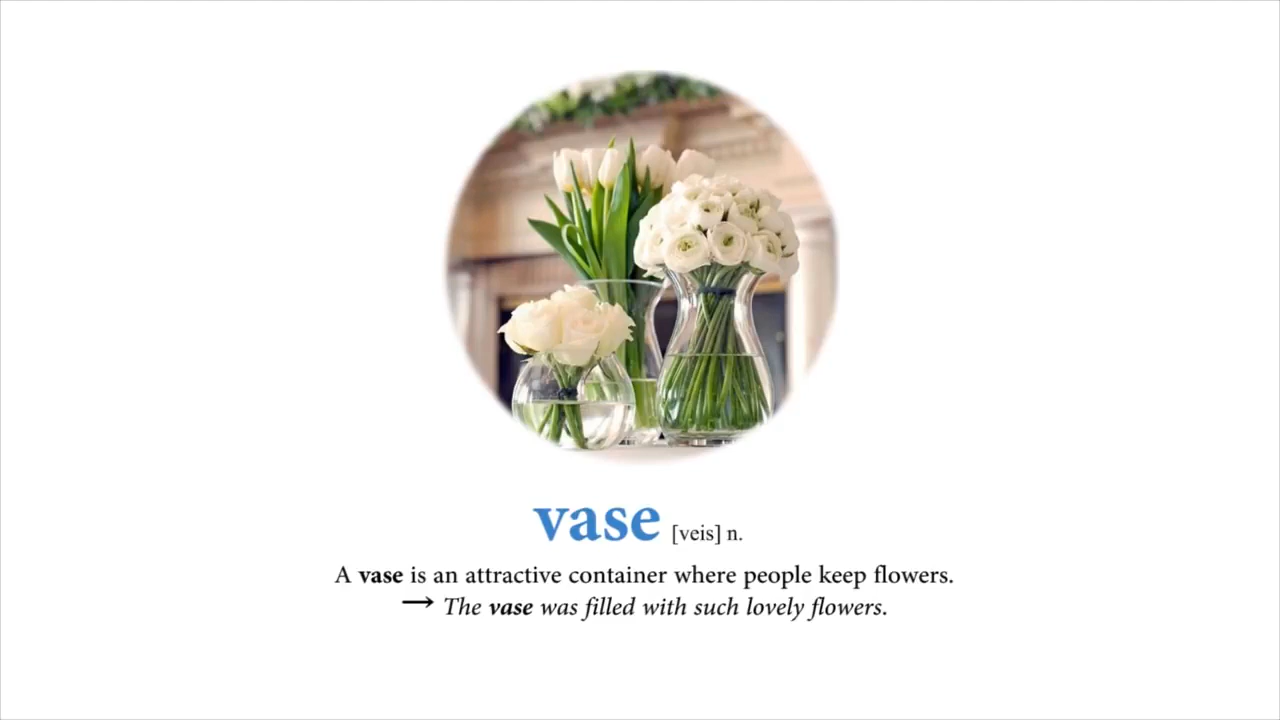 vase [veis] n.
A vase is an attractive container where people keep flowers.
→ The vase was filled with such lovely flowers.